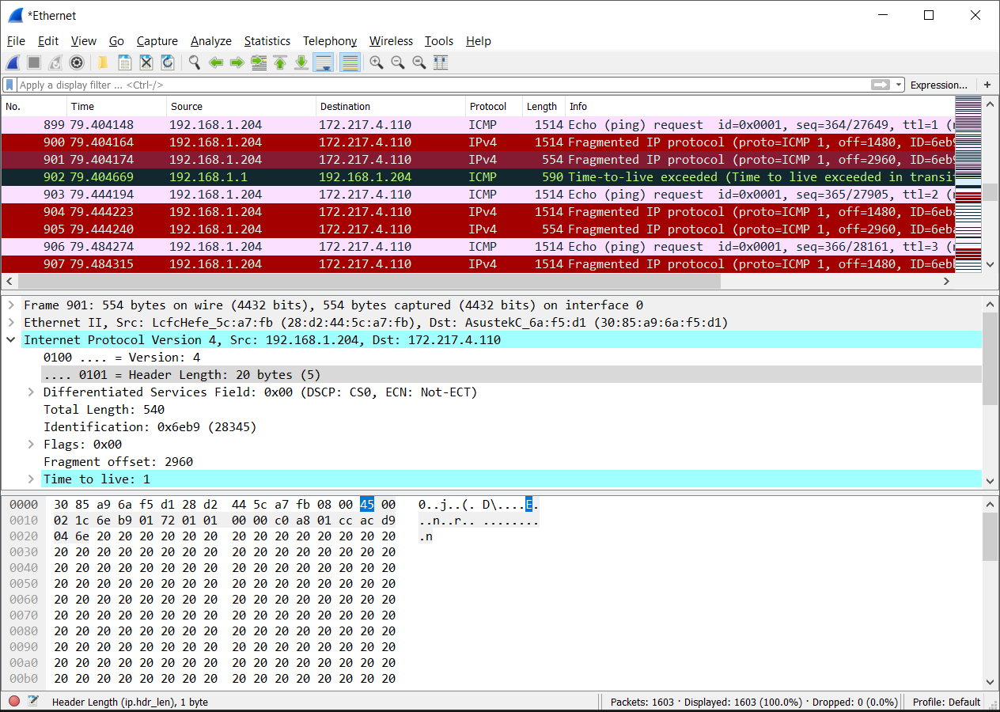 *Ethernet
File Edit View Go Capture Analyze Statistics Telephony Wireless Tools Help
Apply a display filter ... <Ctrl-/> Expression... +
No. Time Source Destination Protocol Length Info
899 79.404148 192.168.1.204 172.217.4.110 ICMP 1514 Echo (ping) request id=0x0001, seq=364/27649, ttl=1 (
900 79.404164 192.168.1.204 172.217.4.110 IPv4 1514 Fragmented IP protocol (proto=ICMP 1, off=1480, ID=6eb9
901 79.404174 192.168.1.204 172.217.4.110 IPv4 554 Fragmented IP protocol (proto=ICMP 1, off=2960, ID=6eb9
902 79.404669 192.168.1.1 192.168.1.204 ICMP 590 Time-to-live exceeded (Time to live exceeded in transi
903 79.444194 192.168.1.204 172.217.4.110 ICMP 1514 Echo (ping) request id=0x0001, seq=365/27905, ttl=2 (
904 79.444223 192.168.1.204 172.217.4.110 IPv4 1514 Fragmented IP protocol (proto=ICMP 1, off=1480, ID=6eba
905 79.444240 192.168.1.204 172.217.4.110 IPv4 554 Fragmented IP protocol (proto=ICMP 1, off=2960, ID=6eba
906 79.484274 192.168.1.204 172.217.4.110 ICMP 1514 Echo (ping) request id=0x0001, seq=366/28161, ttl=3 (
907 79.484315 192.168.1.204 172.217.4.110 IPv4 1514 Fragmented IP protocol (proto=ICMP 1, off=1480, ID=6eb
Frame 901: 554 bytes on wire (4432 bits), 554 bytes captured (4432 bits) on interface 0
Ethernet II, Src: LcfcHefe_5c:a7:fb (28:d2:44:5c:a7:fb), Dst: AsustekC_6a:f5:d1 (30:85:a9:6a:f5:d1)
Internet Protocol Version 4, Src: 192.168.1.204, Dst: 172.217.4.110
0100 .... = Version: 4
.... 0101 = Header Length: 20 bytes (5)
Differentiated Services Field: 0x00 (DSCP: CS0, ECN: Not-ECT)
Total Length: 540
Identification: 0x6eb9 (28345)
Flags: 0x00
Fragment offset: 2960
Time to live: 1
0000 30 85 a9 6a f5 d1 28 d2 44 5c a7 fb 08 00 45 00 0..j..(. D\....E.
0010 02 1c 6e b9 01 72 01 01 00 00 c0 a8 01 cc ac d9 ..n..r.. ........
0020 04 6e 20 20 20 20 20 20 20 20 20 20 20 20 20 20 .n
0030 20 20 20 20 20 20 20 20 20 20 20 20 20 20 20 20
0040 20 20 20 20 20 20 20 20 20 20 20 20 20 20 20 20
0050 20 20 20 20 20 20 20 20 20 20 20 20 20 20 20 20
0060 20 20 20 20 20 20 20 20 20 20 20 20 20 20 20 20
0070 20 20 20 20 20 20 20 20 20 20 20 20 20 20 20 20
0080 20 20 20 20 20 20 20 20 20 20 20 20 20 20 20 20
0090 20 20 20 20 20 20 20 20 20 20 20 20 20 20 20 20
00a0 20 20 20 20 20 20 20 20 20 20 20 20 20 20 20 20
00b0 20 20 20 20 20 20 20 20 20 20 20 20 20 20 20 20
Header Length (ip.hdr_len), 1 byte Packets: 1603 · Displayed: 1603 (100.0%) · Dropped: 0 (0.0%) Profile: Default